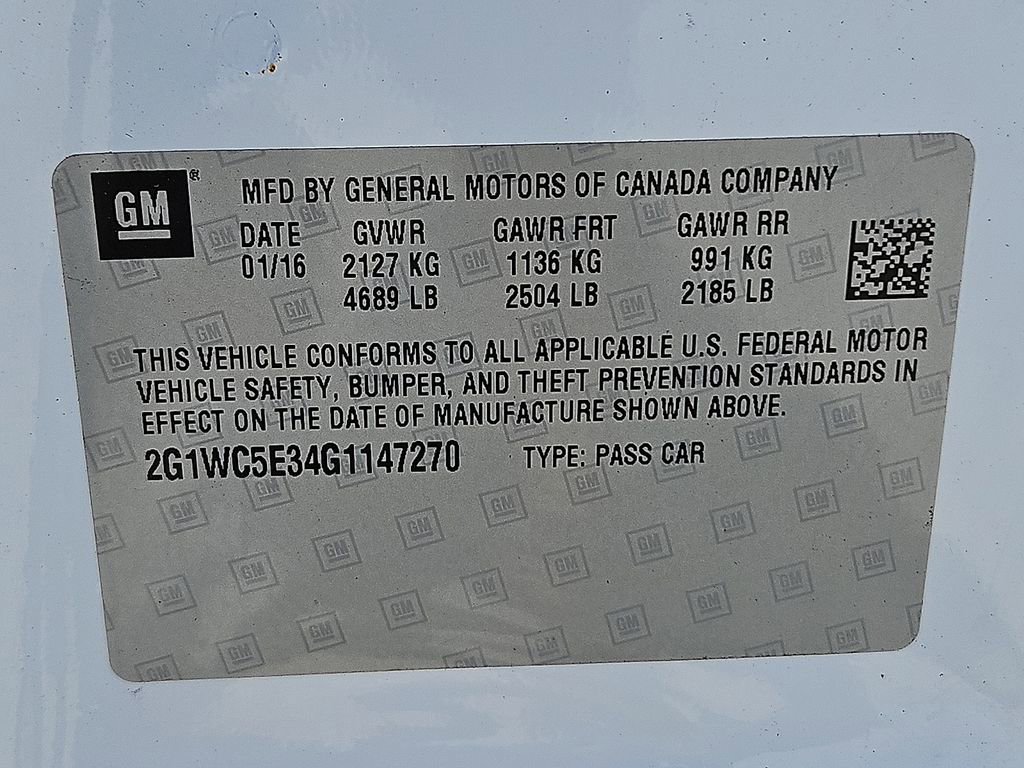 GM ®
MFD BY GENERAL MOTORS OF CANADA COMPANY
DATE GVWR GAWR FRT GAWR RR
01/16 2127 KG 1136 KG 991 KG
4689 LB 2504 LB 2185 LB
THIS VEHICLE CONFORMS TO ALL APPLICABLE U.S. FEDERAL MOTOR
VEHICLE SAFETY, BUMPER, AND THEFT PREVENTION STANDARDS IN
EFFECT ON THE DATE OF MANUFACTURE SHOWN ABOVE.
2G1WC5E34G1147270 TYPE: PASS CAR